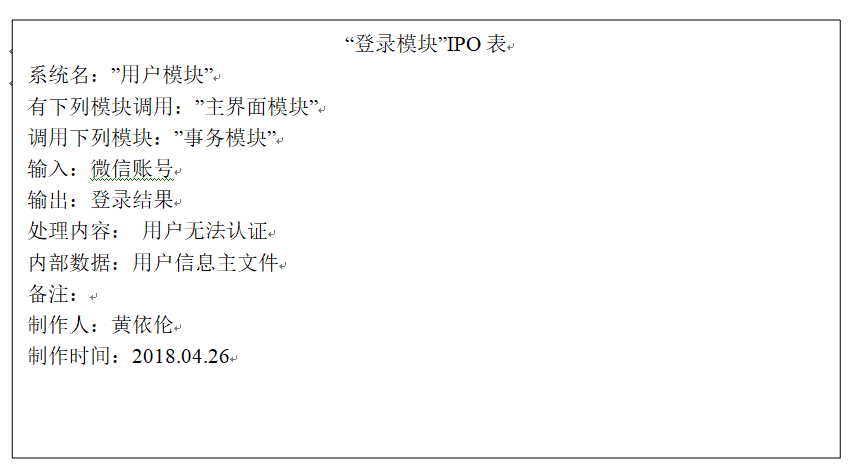 “登录模块”IPO 表
系统名：”用户模块”
有下列模块调用：”主界面模块”
调用下列模块：”事务模块”
输入：微信账号
输出：登录结果
处理内容： 用户无法认证
内部数据：用户信息主文件
备注：
制作人：黄依伦
制作时间：2018.04.26